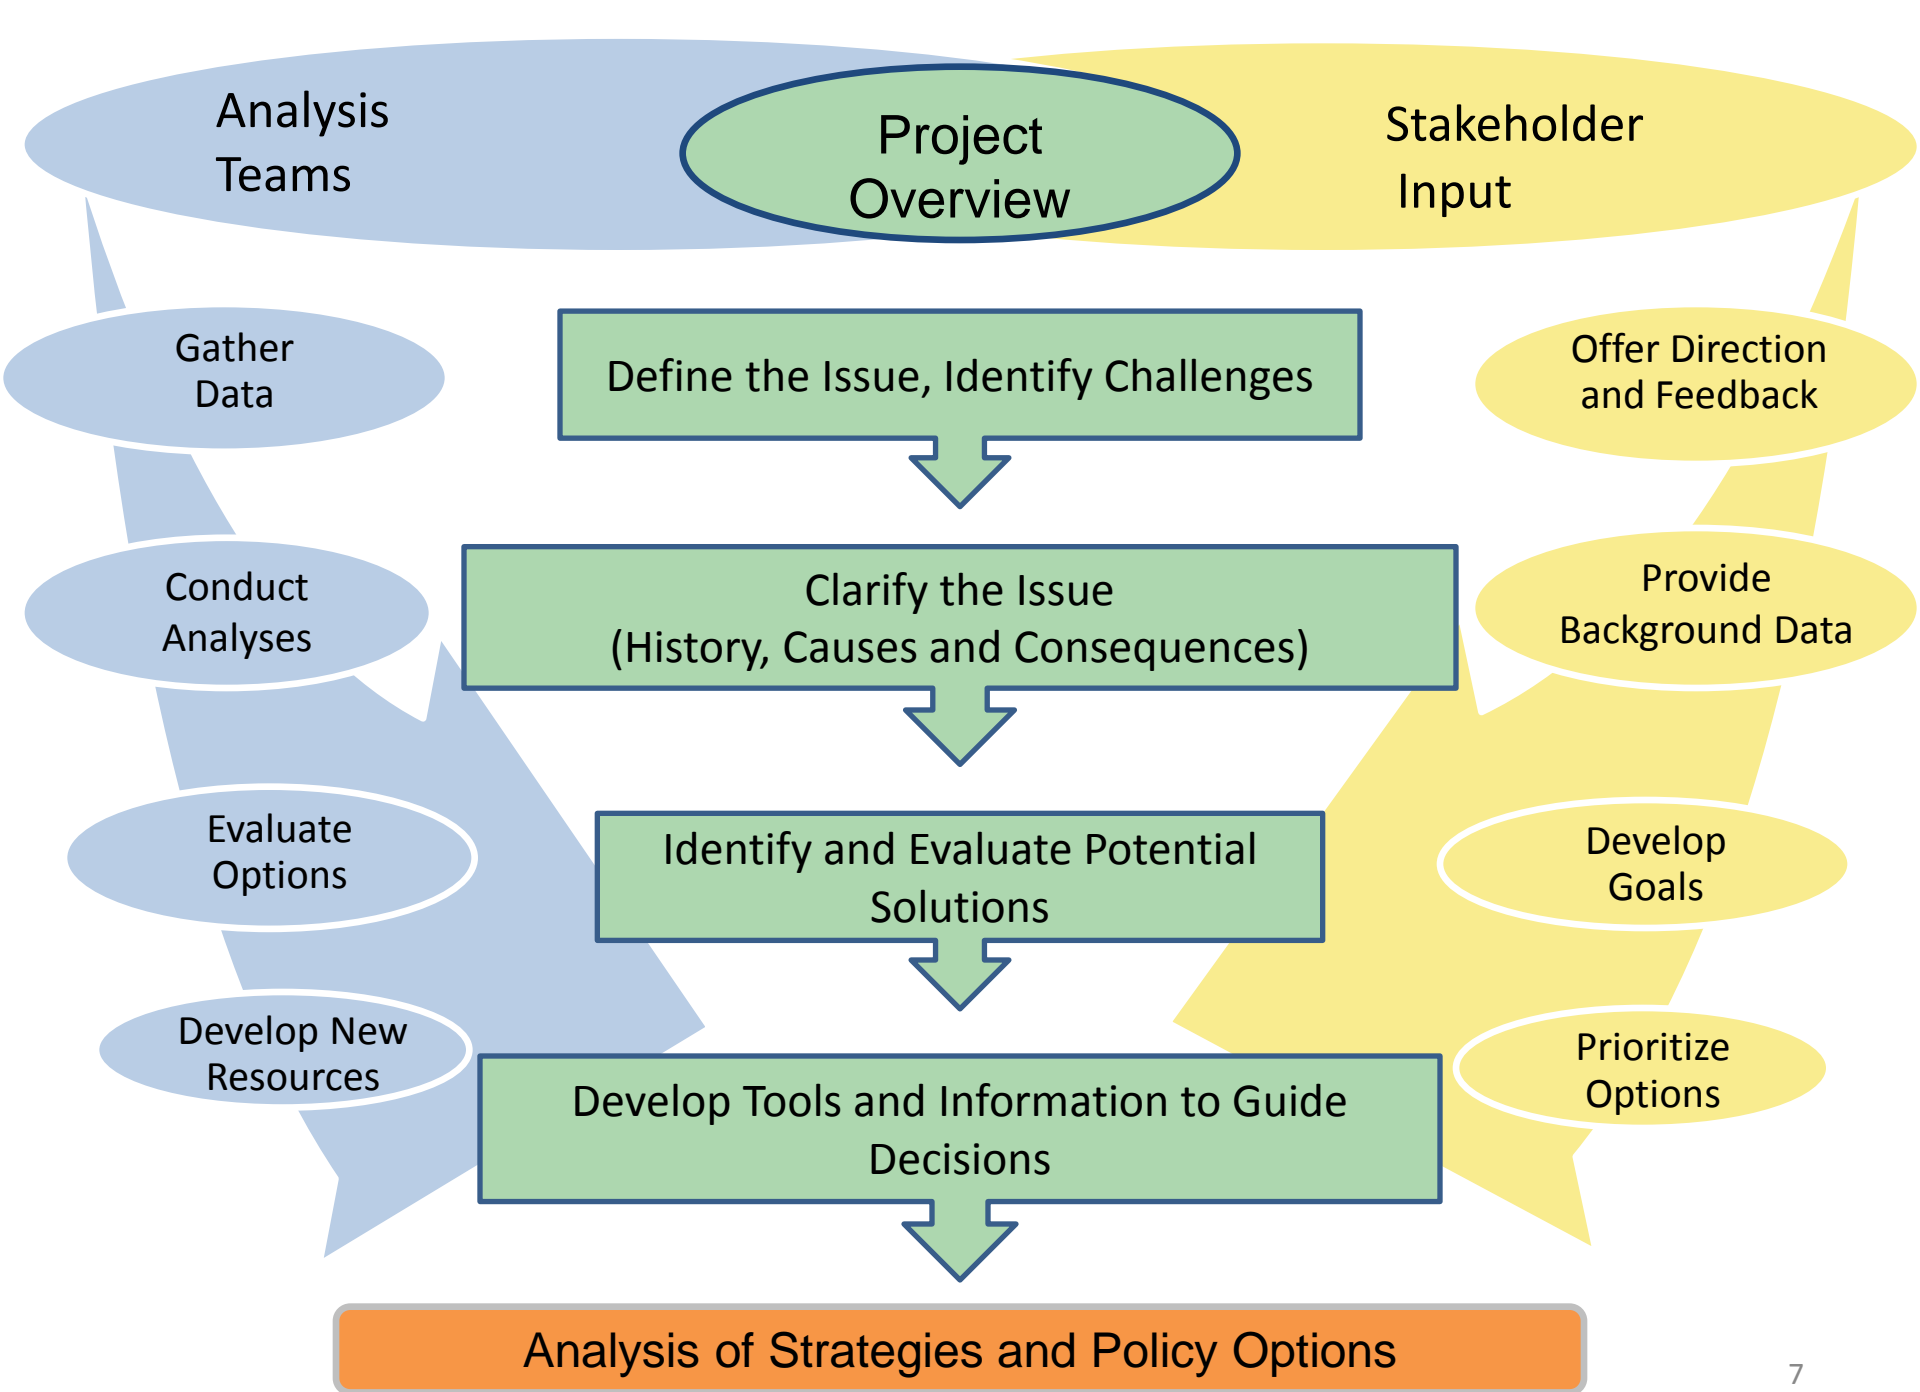 Analysis
Teams
Project
Overview
Stakeholder
Input
Gather
Data
Define the Issue, Identify Challenges
Offer Direction
and Feedback
Conduct
Analyses
Clarify the Issue
(History, Causes and Consequences)
Provide
Background Data
Evaluate
Options
Identify and Evaluate Potential
Solutions
Develop
Goals
Develop New
Resources
Develop Tools and Information to Guide
Decisions
Prioritize
Options
Analysis of Strategies and Policy Options
7